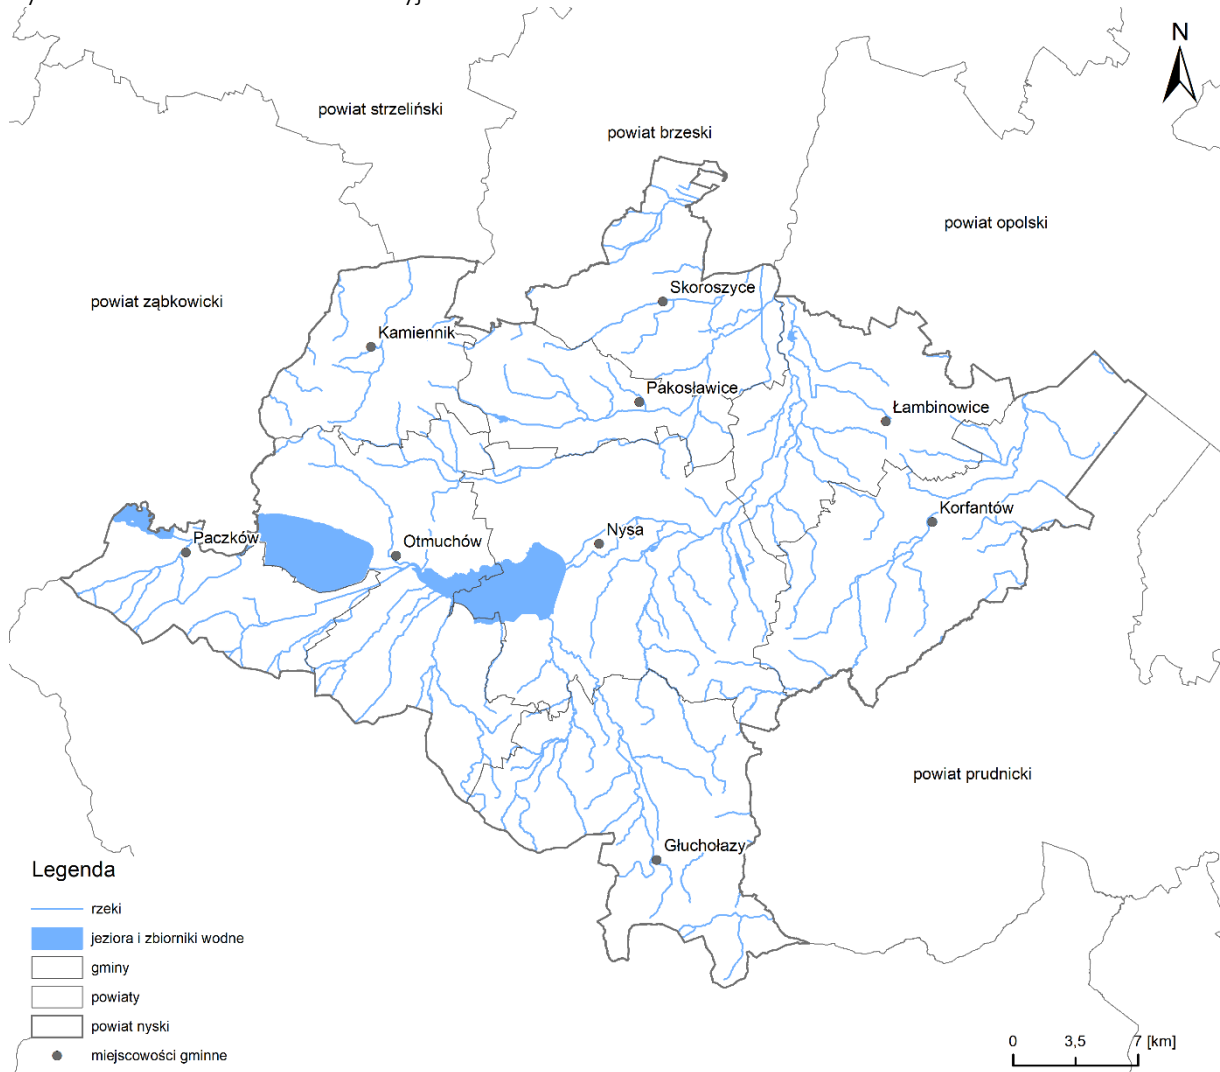 N
powiat strzeliński
powiat brzeski
powiat opolski
powiat ząbkowicki
Skoroszyce
Kamiennik
Pakosławice
Łambinowice
Korfantów
Nysa
Paczków
Otmuchów
powiat prudnicki
Głuchołazy
Legenda
rzeki
jeziora i zbiorniki wodne
gminy
powiaty
powiat nyski
miejscowości gminne
0 3,5 7 [km]